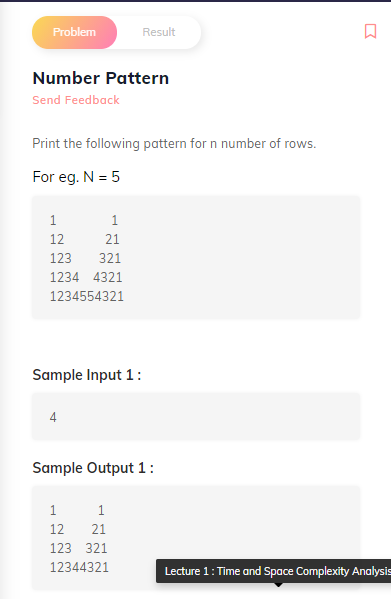 Problem
Result
Number Pattern
Send Feedback
Print the following pattern for n number of rows.
For eg. N = 5
1        1
12      21
123    321
1234  4321
1234554321
Sample Input 1 :
4
Sample Output 1 :
1      1
12    21
123  321
12344321
Lecture 1 : Time and Space Complexity Analysis